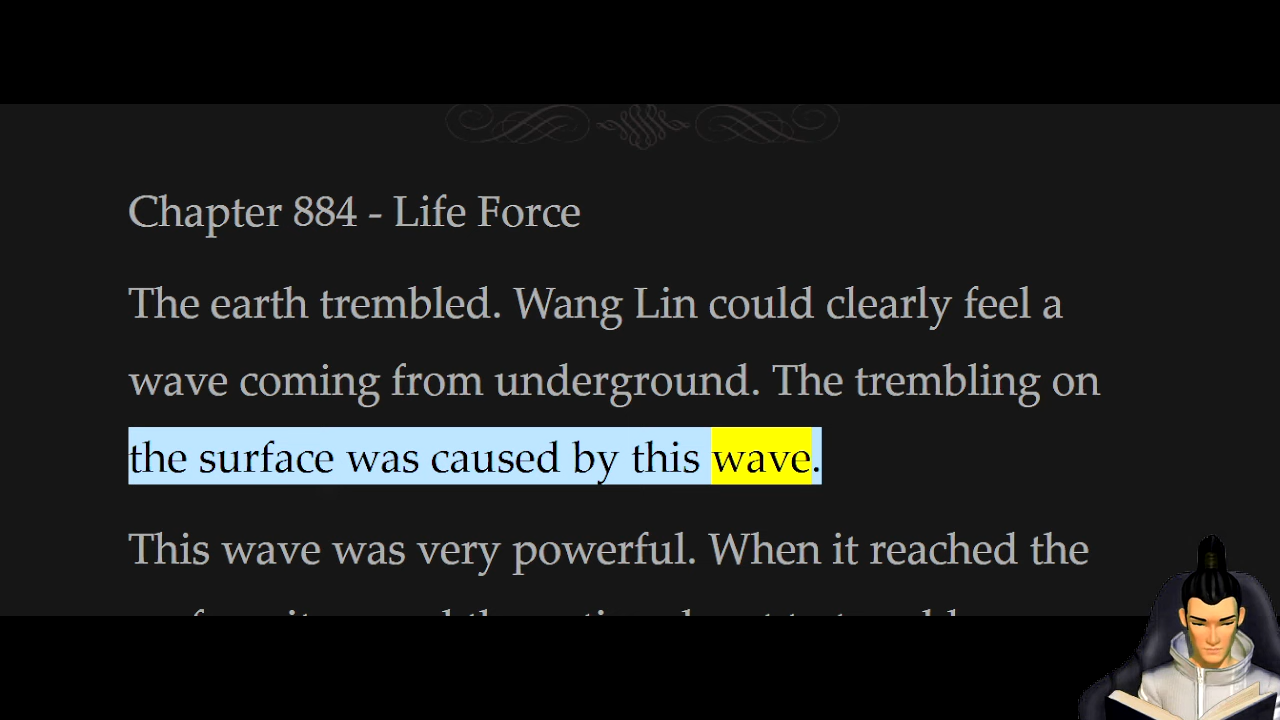 Chapter 884 - Life Force
The earth trembled. Wang Lin could clearly feel a
wave coming from underground. The trembling on
the surface was caused by this wave.
This wave was very powerful. When it reached the